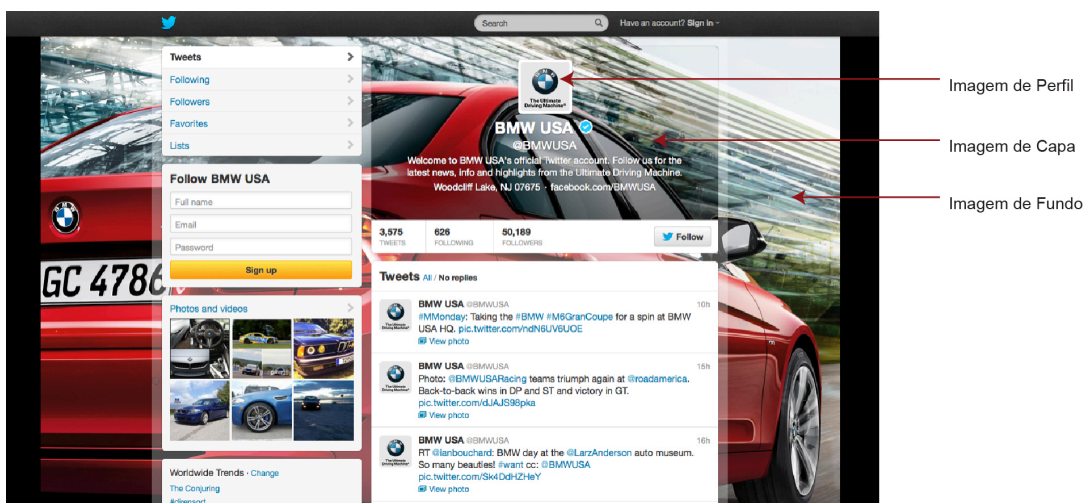 Search
Have an account? Sign in
Tweets
Following
Followers
Favorites
Lists
Follow BMW USA
Full name
Email
Password
Sign up
Photos and videos
Worldwide Trends · Change
The Conjuring
BMW
The Ultimate
Driving Machine®
BMW USA
@BMWUSA
Welcome to BMW USA's official Twitter account. Follow us for the
latest news, info and highlights from the Ultimate Driving Machine.
Woodcliff Lake, NJ 07675 · facebook.com/BMWUSA
3,575
TWEETS
626
FOLLOWING
50,189
FOLLOWERS
Follow
Tweets All / No replies
BMW USA @BMWUSA 10h
#MMonday: Taking the #BMW #M6GranCoupe for a spin at BMW
USA HQ. pic.twitter.com/ndN6UV6UOE
View photo
BMW USA @BMWUSA 15h
Photo: @BMWUSARacing teams triumph again at @roadamerica.
Back-to-back wins in DP and ST and victory in GT.
pic.twitter.com/dJAJS98pka
View photo
BMW USA @BMWUSA 16h
RT @ianbouchard: BMW day at the @LarzAnderson auto museum.
So many beauties! #want cc: @BMWUSA
pic.twitter.com/Sk4DdHZHeY
View photo
GC 4786
Imagem de Perfil
Imagem de Capa
Imagem de Fundo